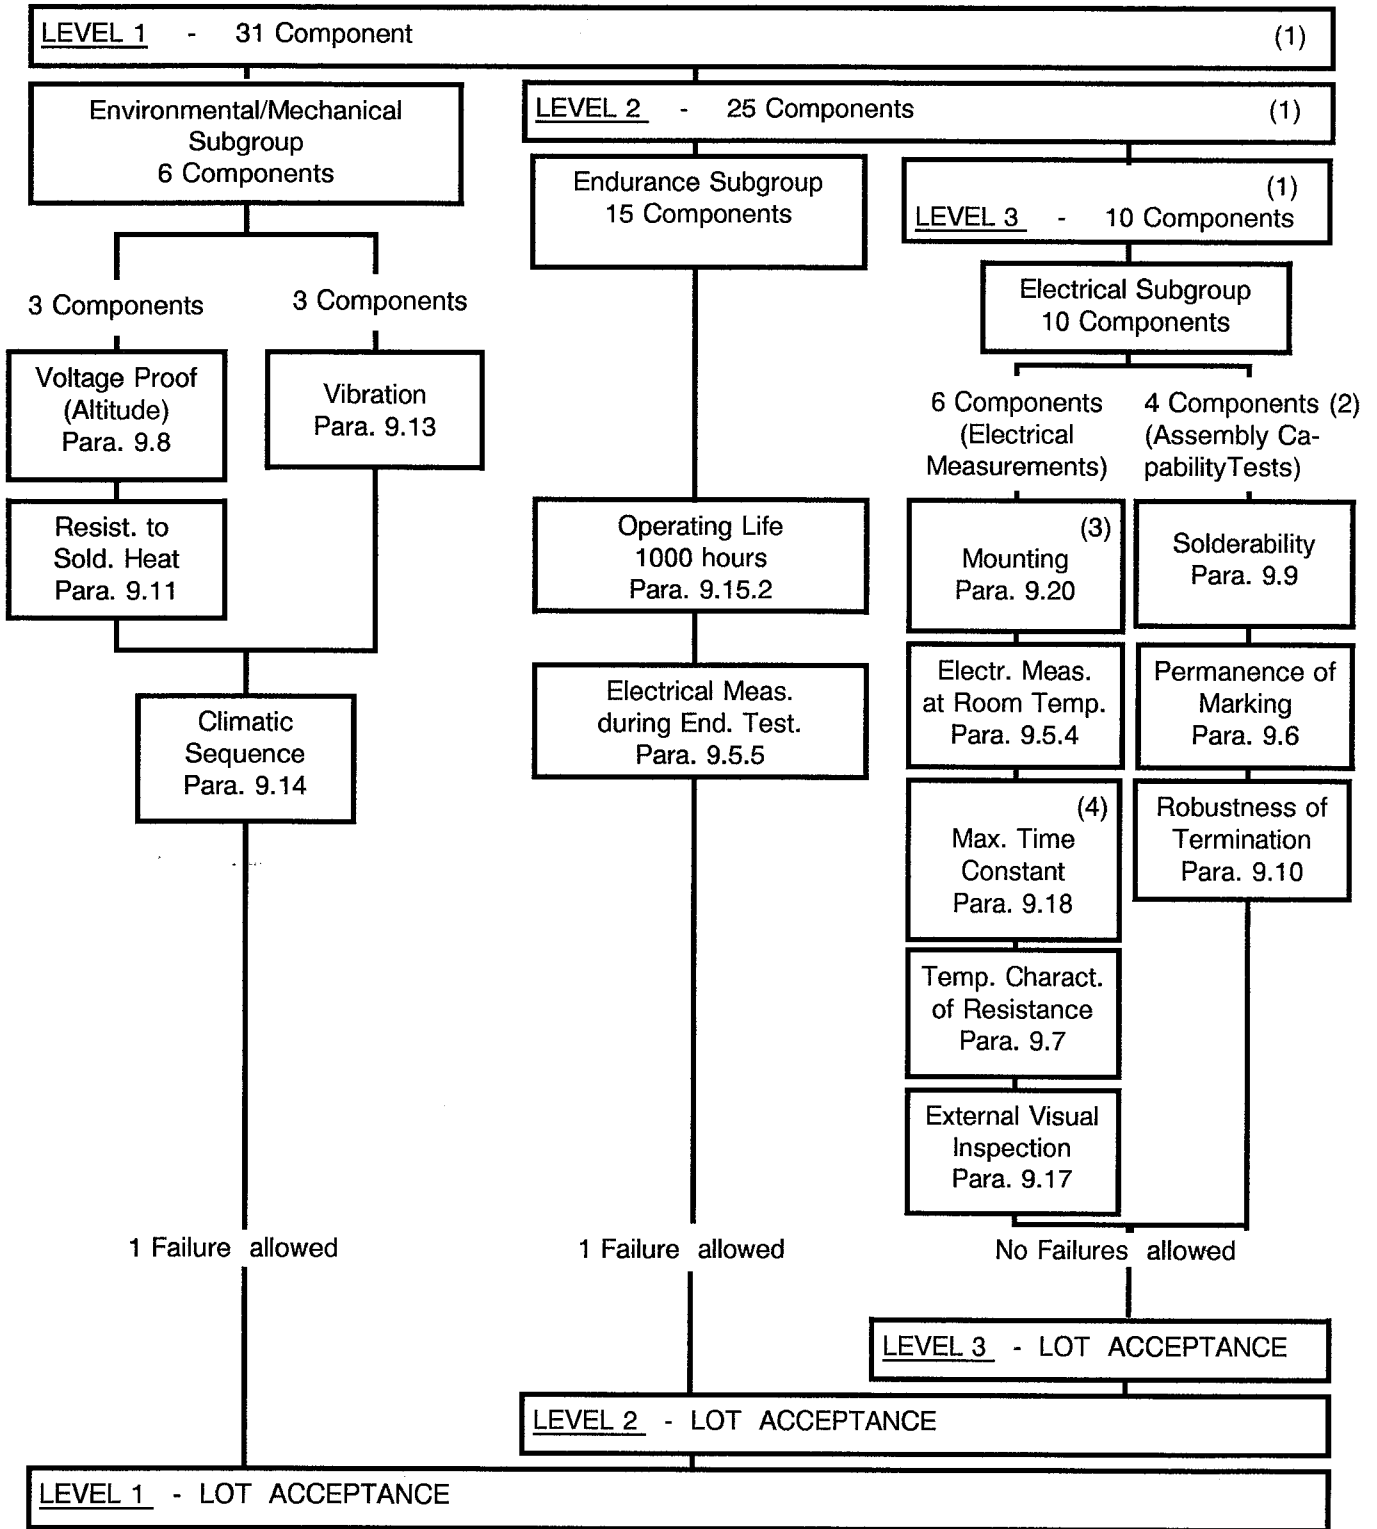 LEVEL 1 - 31 Component (1)
Environmental/Mechanical
Subgroup
6 Components
LEVEL 2 - 25 Components (1)
Endurance Subgroup
15 Components
(1)
LEVEL 3 - 10 Components
Electrical Subgroup
10 Components
3 Components
3 Components
Voltage Proof
(Altitude)
Para. 9.8
Vibration
Para. 9.13
Resist. to
Sold. Heat
Para. 9.11
Climatic
Sequence
Para. 9.14
Operating Life
1000 hours
Para. 9.15.2
Electrical Meas.
during End. Test.
Para. 9.5.5
6 Components
(Electrical
Measurements)
4 Components (2)
(Assembly Ca-
pabilityTests)
(3)
Mounting
Para. 9.20
Electr. Meas.
at Room Temp.
Para. 9.5.4
(4)
Max. Time
Constant
Para. 9.18
Temp. Charact.
of Resistance
Para. 9.7
External Visual
Inspection
Para. 9.17
Solderability
Para. 9.9
Permanence of
Marking
Para. 9.6
Robustness of
Termination
Para. 9.10
1 Failure allowed
1 Failure allowed
No Failures allowed
LEVEL 3 - LOT ACCEPTANCE
LEVEL 2 - LOT ACCEPTANCE
LEVEL 1 - LOT ACCEPTANCE